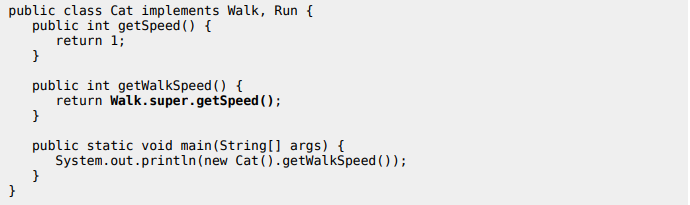 public class Cat implements Walk, Run {
   public int getSpeed() {
      return 1;
   }

   public int getWalkSpeed() {
      return Walk.super.getSpeed();
   }

   public static void main(String[] args) {
      System.out.println(new Cat().getWalkSpeed());
   }
}